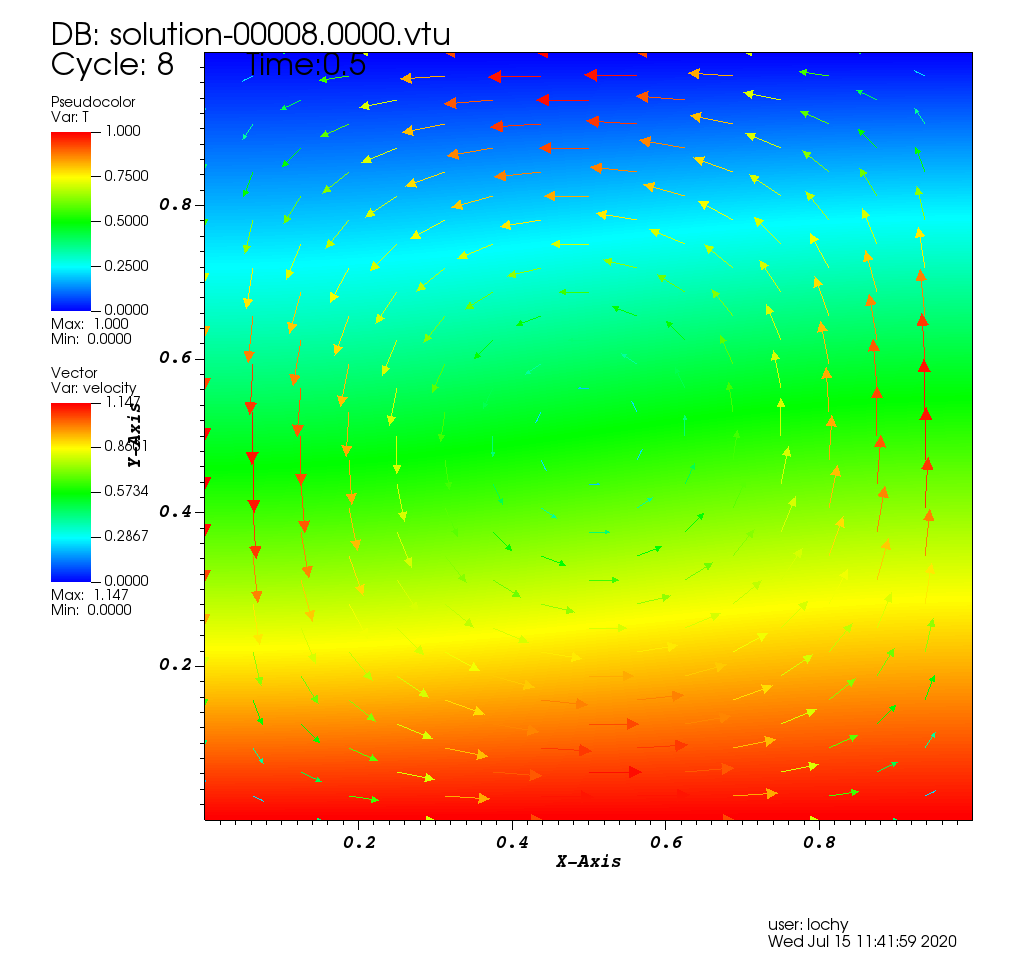 DB: solution-00008.0000.vtu
Cycle: 8 Time:0.5
Pseudocolor
Var: T
1.000
0.7500
0.5000
0.2500
0.0000
Max: 1.000
Min: 0.0000
Vector
Var: velocity
1.147
0.8601
0.5734
0.2867
0.0000
Max: 1.147
Min: 0.0000
Y-Axis
0.8
0.6
0.4
0.2
0.2 0.4 0.6 0.8
X-Axis
user: lochy
Wed Jul 15 11:41:59 2020